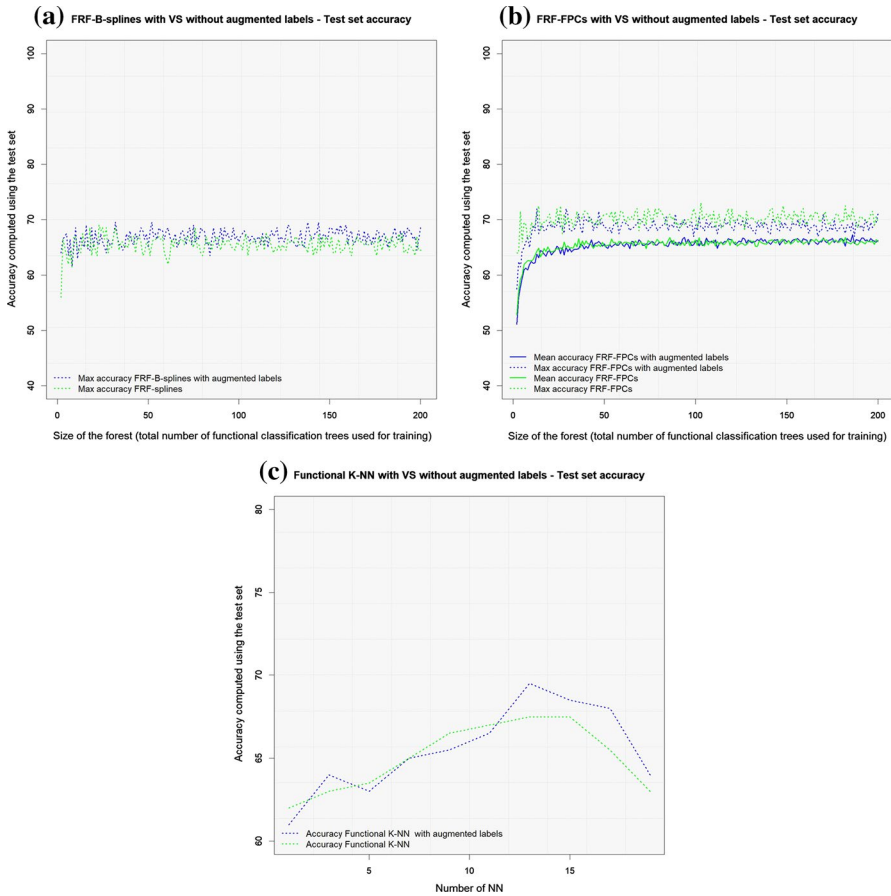 (a) FRF-B-splines with VS without augmented labels - Test set accuracy
Accuracy computed using the test set
100
90
80
70
60
50
40
Max accuracy FRF-B-splines with augmented labels
Max accuracy FRF-splines
0 50 100 150 200
Size of the forest (total number of functional classification trees used for training)
(b) FRF-FPCs with VS without augmented labels - Test set accuracy
Accuracy computed using the test set
100
90
80
70
60
50
40
Mean accuracy FRF-FPCs with augmented labels
Max accuracy FRF-FPCs with augmented labels
Mean accuracy FRF-FPCs
Max accuracy FRF-FPCs
0 50 100 150 200
Size of the forest (total number of functional classification trees used for training)
(c) Functional K-NN with VS without augmented labels - Test set accuracy
Accuracy computed using the test set
80
75
70
65
60
Accuracy Functional K-NN with augmented labels
Accuracy Functional K-NN
5 10 15
Number of NN